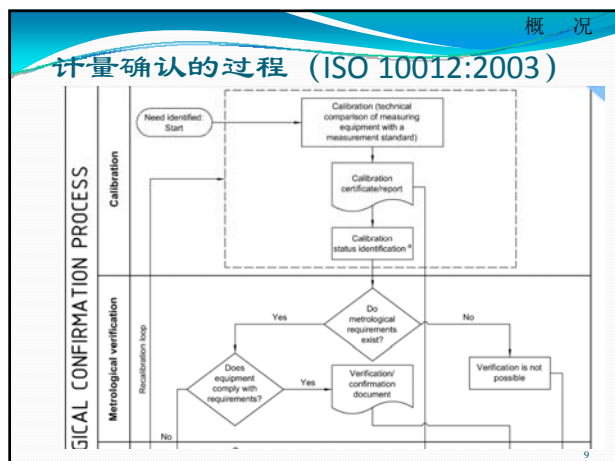 概 况
计量确认的过程（ISO 10012:2003）
Need identified:
Start
Calibration (technical
comparison of measuring
equipment with a
measurement standard)
Calibration
certificate/report
Calibration
status identification a
Calibration
GICAL CONFIRMATION PROCESS
Metrological verification
Recalibration loop
Do
metrological
requirements
exist?
Yes
No
Does
equipment
comply with
requirements?
Yes
Verification/
confirmation
document
Verification is not
possible
No
9